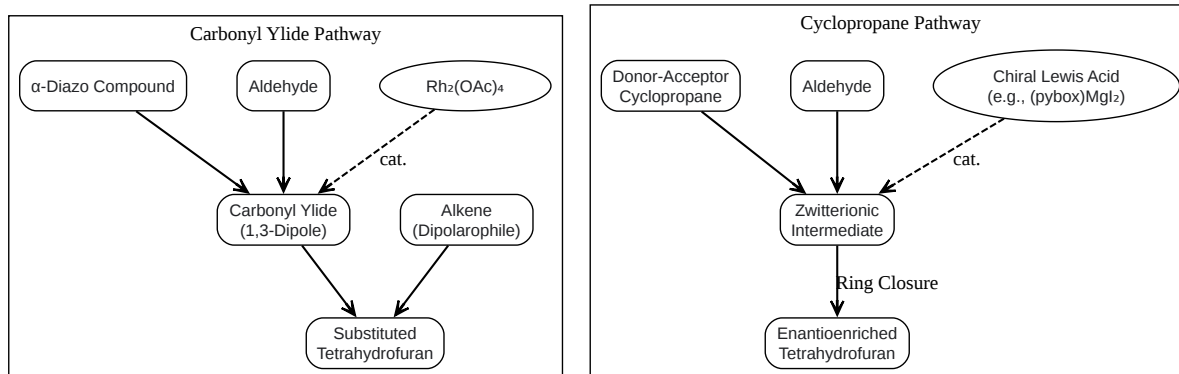 Carbonyl Ylide Pathway
α-Diazo Compound
Aldehyde
Rh₂(OAc)₄
cat.
Carbonyl Ylide
(1,3-Dipole)
Alkene
(Dipolarophile)
Substituted
Tetrahydrofuran
Cyclopropane Pathway
Donor-Acceptor
Cyclopropane
Aldehyde
Chiral Lewis Acid
(e.g., (pybox)MgI₂)
cat.
Zwitterionic
Intermediate
Ring Closure
Enantioenriched
Tetrahydrofuran